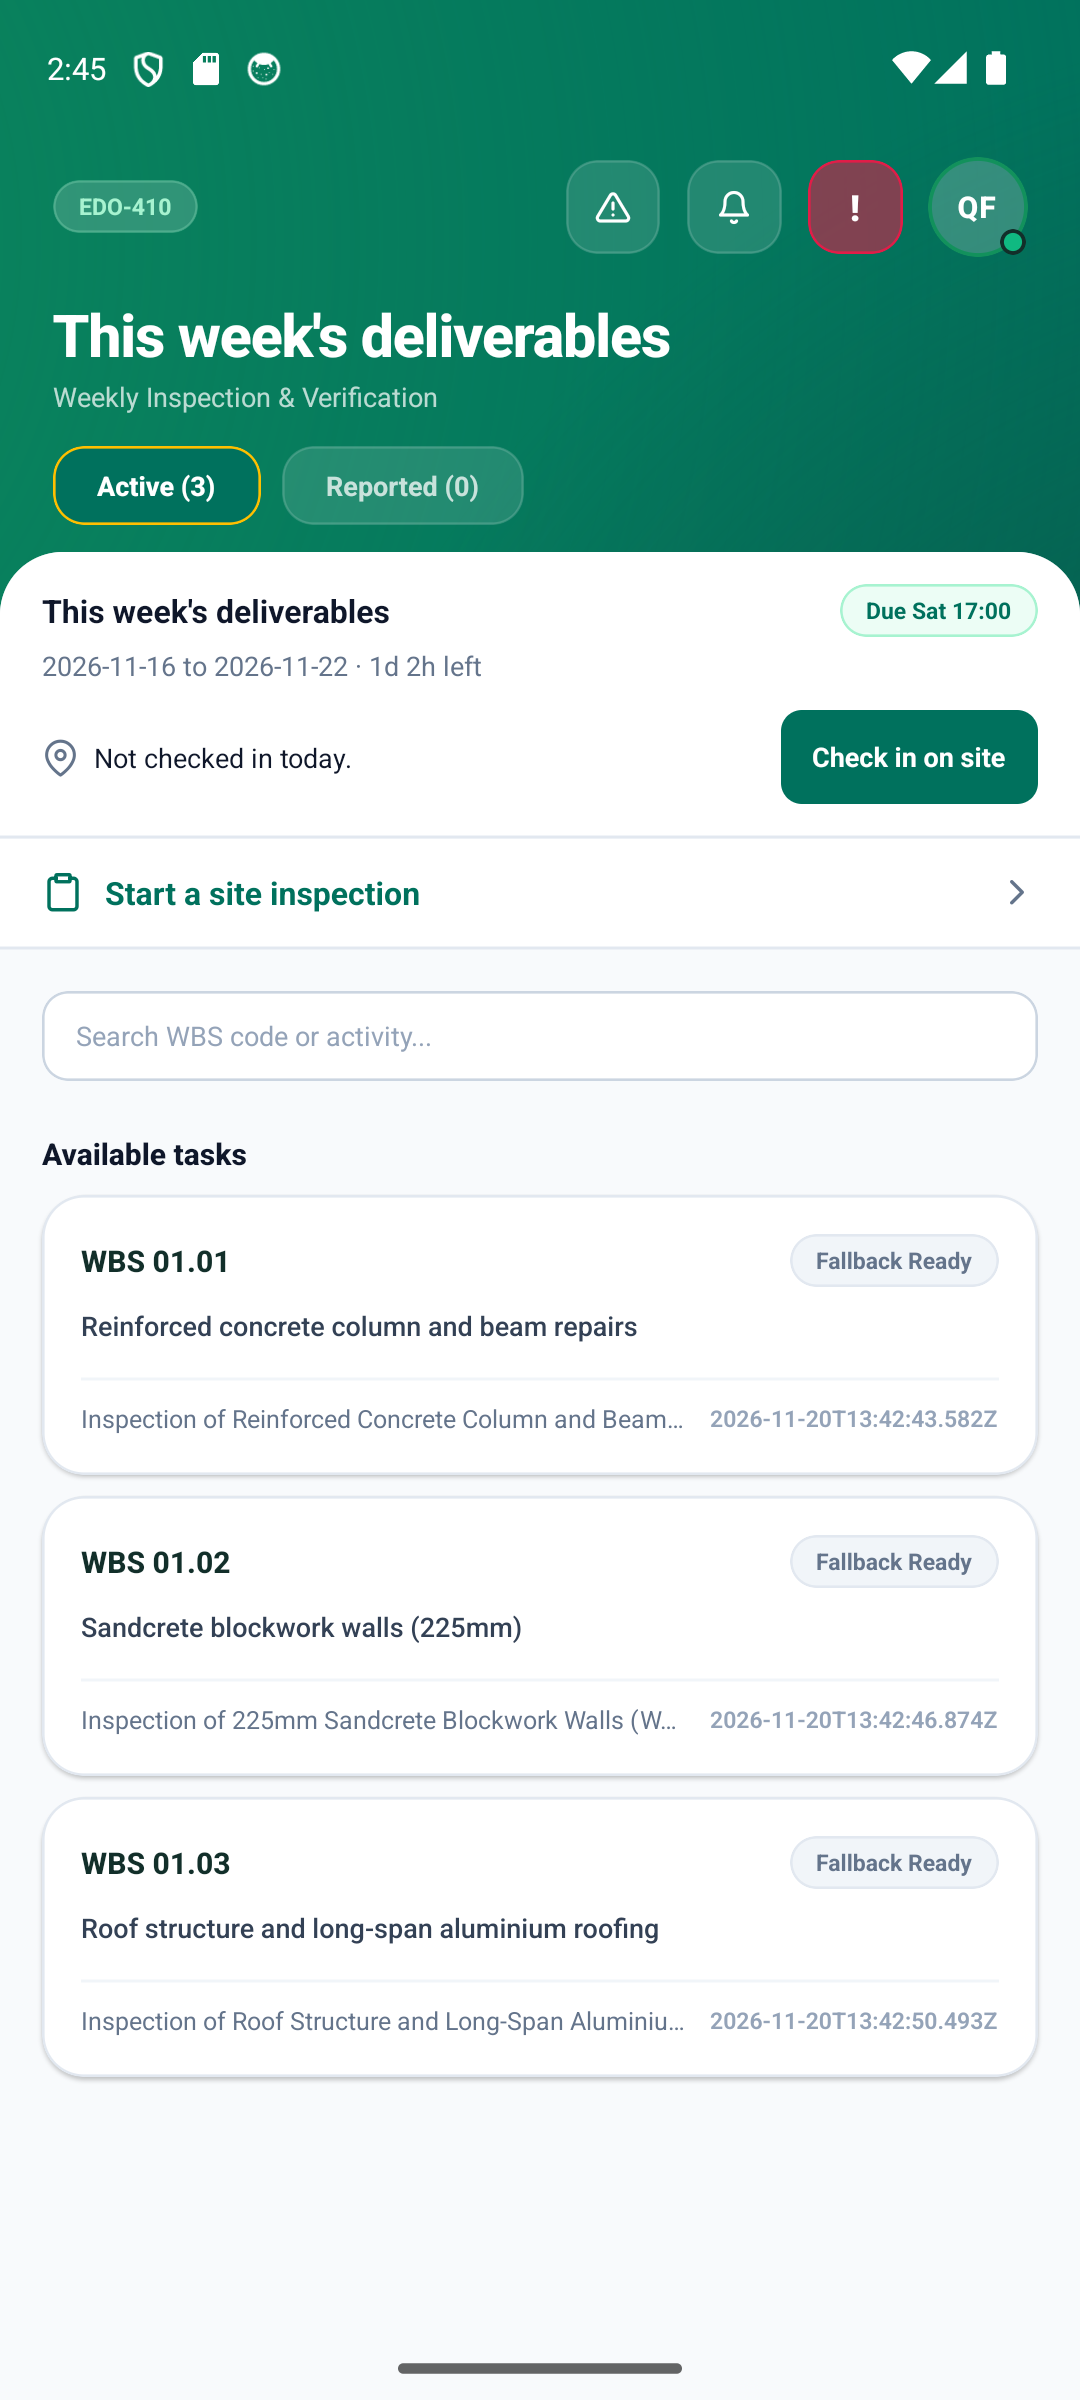 2:45
EDO-410
!
QF
This week's deliverables
Weekly Inspection & Verification
Active (3)
Reported (0)
This week's deliverables
Due Sat 17:00
2026-11-16 to 2026-11-22 · 1d 2h left
Not checked in today.
Check in on site
Start a site inspection
Search WBS code or activity...
Available tasks
WBS 01.01
Fallback Ready
Reinforced concrete column and beam repairs
Inspection of Reinforced Concrete Column and Beam...
2026-11-20T13:42:43.582Z
WBS 01.02
Fallback Ready
Sandcrete blockwork walls (225mm)
Inspection of 225mm Sandcrete Blockwork Walls (W...
2026-11-20T13:42:46.874Z
WBS 01.03
Fallback Ready
Roof structure and long-span aluminium roofing
Inspection of Roof Structure and Long-Span Aluminiu...
2026-11-20T13:42:50.493Z